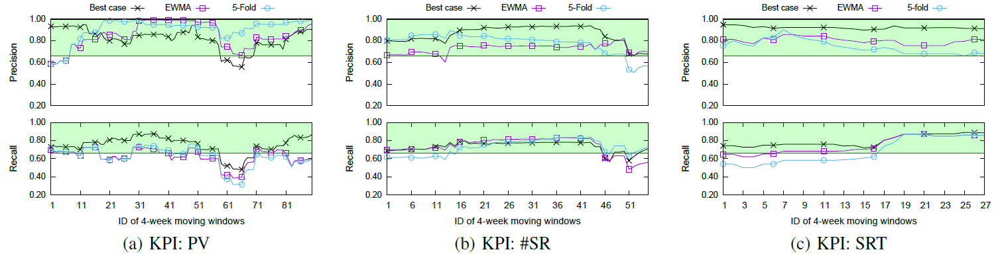 Best case EWMA 5-Fold
Precision
1.00
0.80
0.60
0.40
0.20
Recall
1.00
0.80
0.60
0.40
0.20
1 11 21 31 41 51 61 71 81
ID of 4-week moving windows
(a) KPI: PV
Best case EWMA 5-Fold
Precision
1.00
0.80
0.60
0.40
0.20
Recall
1.00
0.80
0.60
0.40
0.20
1 6 11 16 21 26 31 36 41 46 51
ID of 4-week moving windows
(b) KPI: #SR
Best case EWMA 5-fold
Precision
1.00
0.80
0.60
0.40
0.20
Recall
1.00
0.80
0.60
0.40
0.20
1 3 5 7 9 11 13 15 17 19 21 23 25 27
ID of 4-week moving windows
(c) KPI: SRT